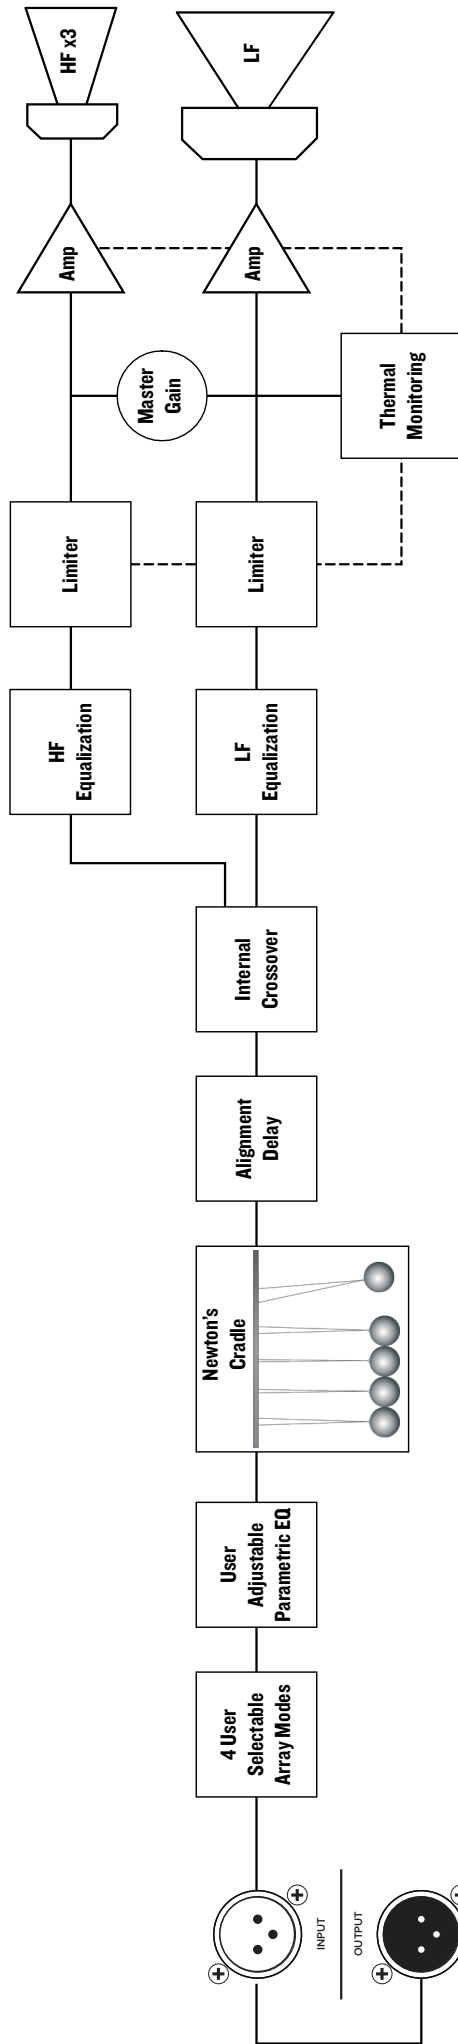 INPUT
OUTPUT
4 User
Selectable
Array Modes
User
Adjustable
Parametric EQ
Newton's
Cradle
Alignment
Delay
Internal
Crossover
HF
Equalization
LF
Equalization
Limiter
Limiter
Master
Gain
Thermal
Monitoring
Amp
Amp
HF x3
LF